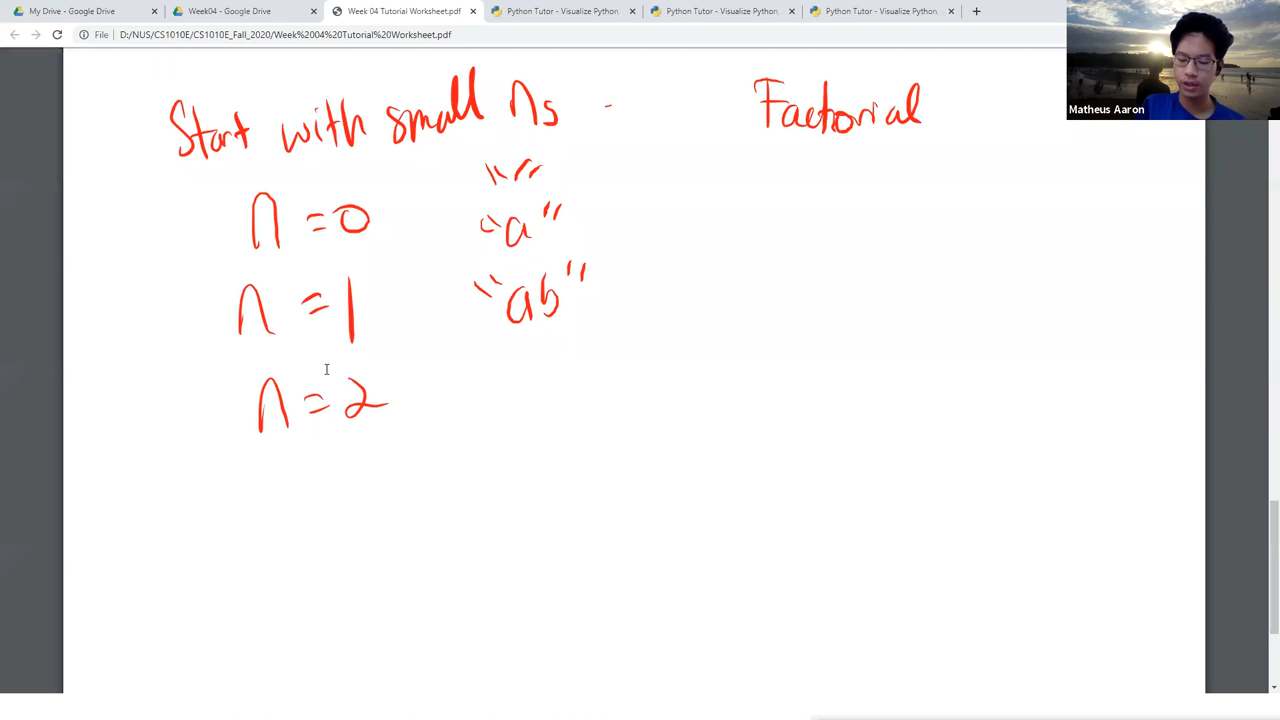 My Drive - Google Drive
Week04 - Google Drive
Week 04 Tutorial Worksheet.pdf
Python Tutor - Visualize Python
Python Tutor - Visualize Python,
Python Tutor - Visualize Python,
File
D:/NUS/CS1010E/CS1010E_Fall_2020/Week%2004%20Tutorial%20Worksheet.pdf
Matheus Aaron
Start with small ns - Factorial
""
n = 0 "a"
n = 1 "ab"
n = 2